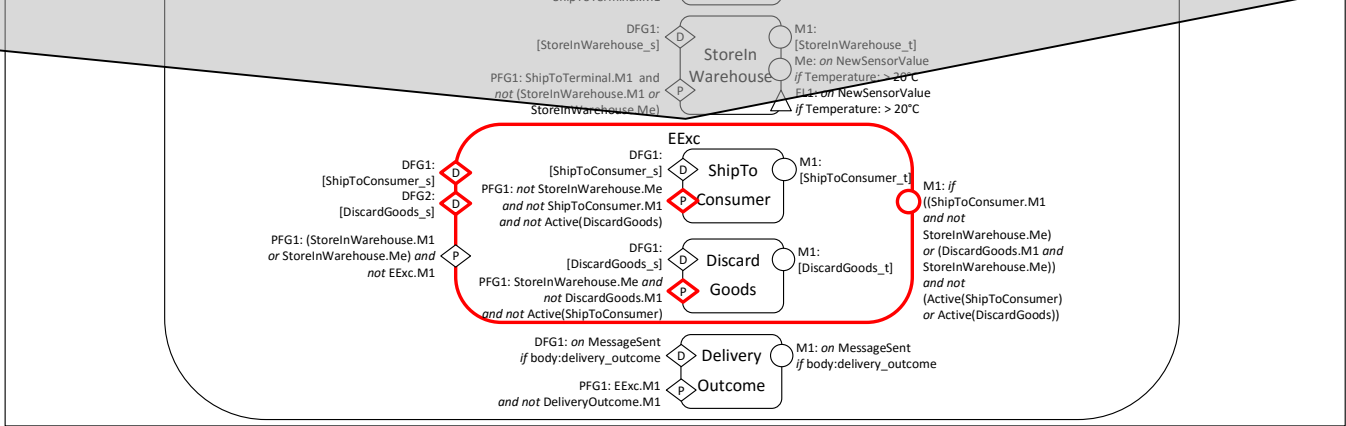 DFG1:
[StoreInWarehouse_s]
D
StoreIn
Warehouse
M1:
[StoreInWarehouse_t]
Me: on NewSensorValue
if Temperature: > 20°C
PFG1: ShipToTerminal.M1 and
not (StoreInWarehouse.M1 or
StoreInWarehouse.Me)
P
EL1: on NewSensorValue
if Temperature: > 20°C
EExc
DFG1:
[ShipToConsumer_s]
D
DFG2:
[DiscardGoods_s]
D
PFG1: (StoreInWarehouse.M1
or StoreInWarehouse.Me) and
not EExc.M1
P
DFG1:
[ShipToConsumer_s]
D
PFG1: not StoreInWarehouse.Me
and not ShipToConsumer.M1
and not Active(DiscardGoods)
P
ShipTo
Consumer
M1:
[ShipToConsumer_t]
DFG1:
[DiscardGoods_s]
D
PFG1: StoreInWarehouse.Me and
not DiscardGoods.M1
and not Active(ShipToConsumer)
P
Discard
Goods
M1:
[DiscardGoods_t]
M1: if
((ShipToConsumer.M1
and not
StoreInWarehouse.Me)
or (DiscardGoods.M1 and
StoreInWarehouse.Me))
and not
(Active(ShipToConsumer)
or Active(DiscardGoods))
DFG1: on MessageSent
if body:delivery_outcome
D
PFG1: EExc.M1
and not DeliveryOutcome.M1
P
Delivery
Outcome
M1: on MessageSent
if body:delivery_outcome